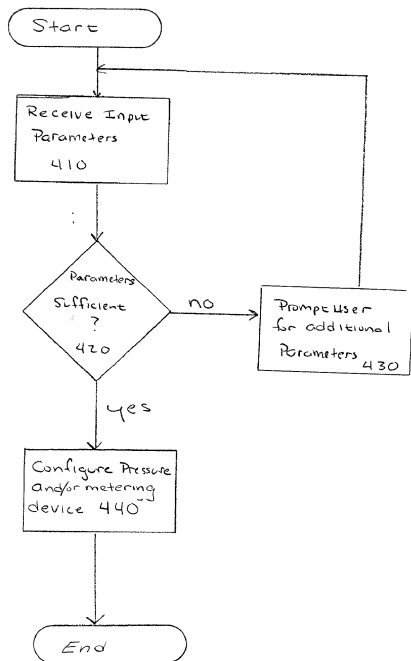 Start
Receive Input
Parameters
410
Parameters
Sufficient
?
420
no
Prompt User
for additional
Parameters
430
yes
Configure Pressure
and/or metering
device 440
End